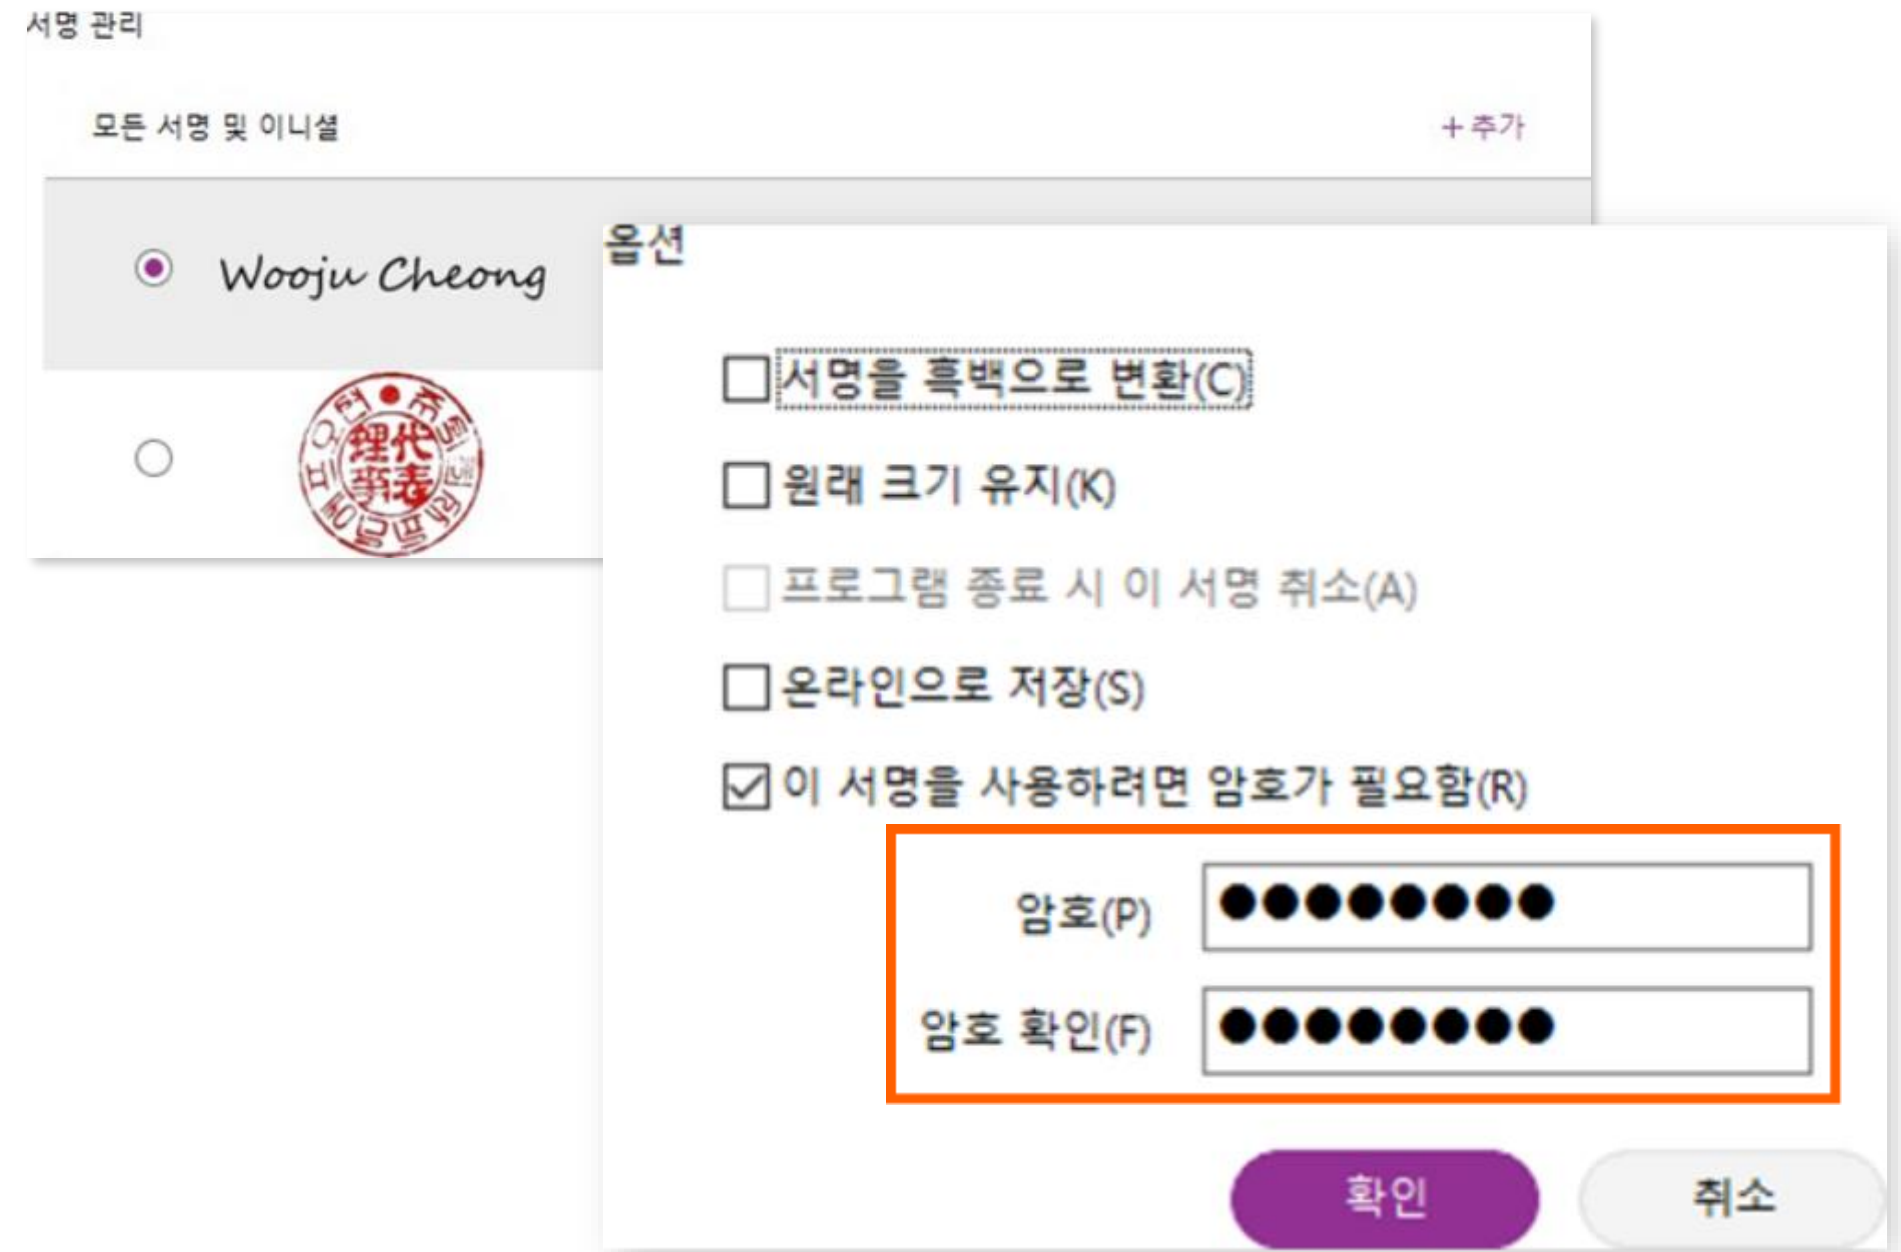 서명 관리
모든 서명 및 이니셜
+ 추가
Wooju Cheong
代表
理事
옵션
서명을 흑백으로 변환(C)
원래 크기 유지(K)
프로그램 종료 시 이 서명 취소(A)
온라인으로 저장(S)
이 서명을 사용하려면 암호가 필요함(R)
암호(P)
암호 확인(F)
확인
취소